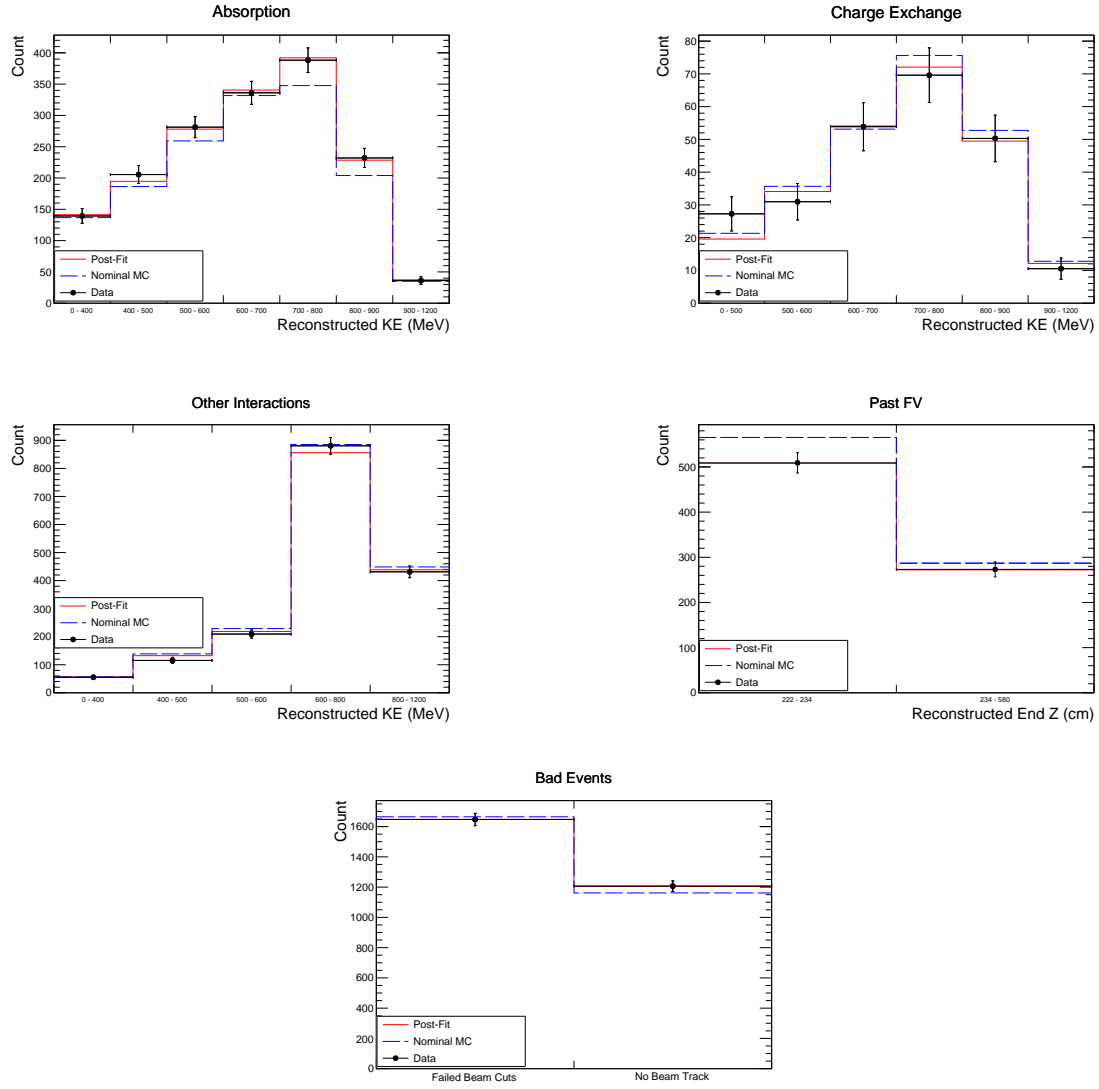 Absorption
Count
400
350
300
250
200
150
100
50
0
Post-Fit
Nominal MC
Data
0 - 400 400 - 500 500 - 600 600 - 700 700 - 800 800 - 900 900 - 1200
Reconstructed KE (MeV)
Charge Exchange
Count
80
70
60
50
40
30
20
10
0
Post-Fit
Nominal MC
Data
0 - 500 500 - 600 600 - 700 700 - 800 800 - 900 900 - 1200
Reconstructed KE (MeV)
Other Interactions
Count
900
800
700
600
500
400
300
200
100
0
Post-Fit
Nominal MC
Data
0 - 400 400 - 500 500 - 600 600 - 800 800 - 1200
Reconstructed KE (MeV)
Past FV
Count
500
400
300
200
100
0
Post-Fit
Nominal MC
Data
222 - 234 234 - 580
Reconstructed End Z (cm)
Bad Events
Count
1600
1400
1200
1000
800
600
400
200
0
Post-Fit
Nominal MC
Data
Failed Beam Cuts No Beam Track